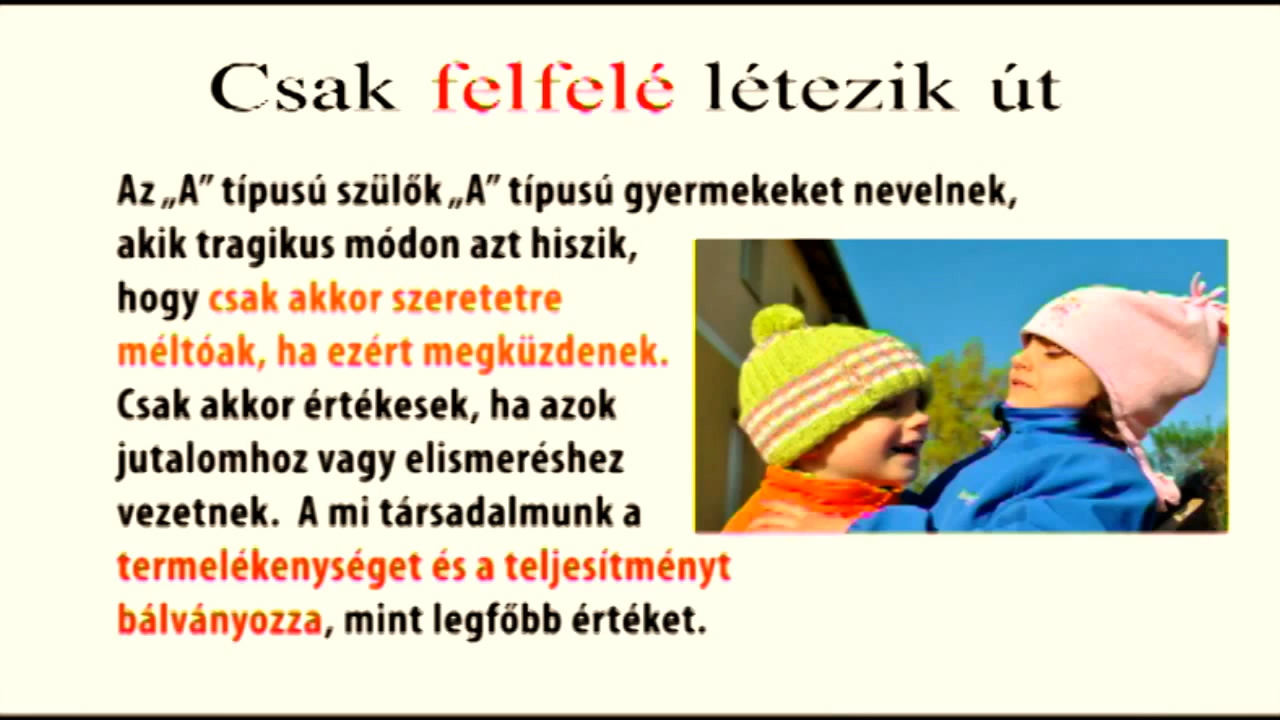 Csak felfelé létezik út
Az „A” típusú szülők „A” típusú gyermekeket nevelnek,
akik tragikus módon azt hiszik,
hogy csak akkor szeretetre
méltóak, ha ezért megküzdenek.
Csak akkor értékesek, ha azok
jutalomhoz vagy elismeréshez
vezetnek. A mi társadalmunk a
termelékenységet és a teljesítményt
bálványozza, mint legfőbb értéket.